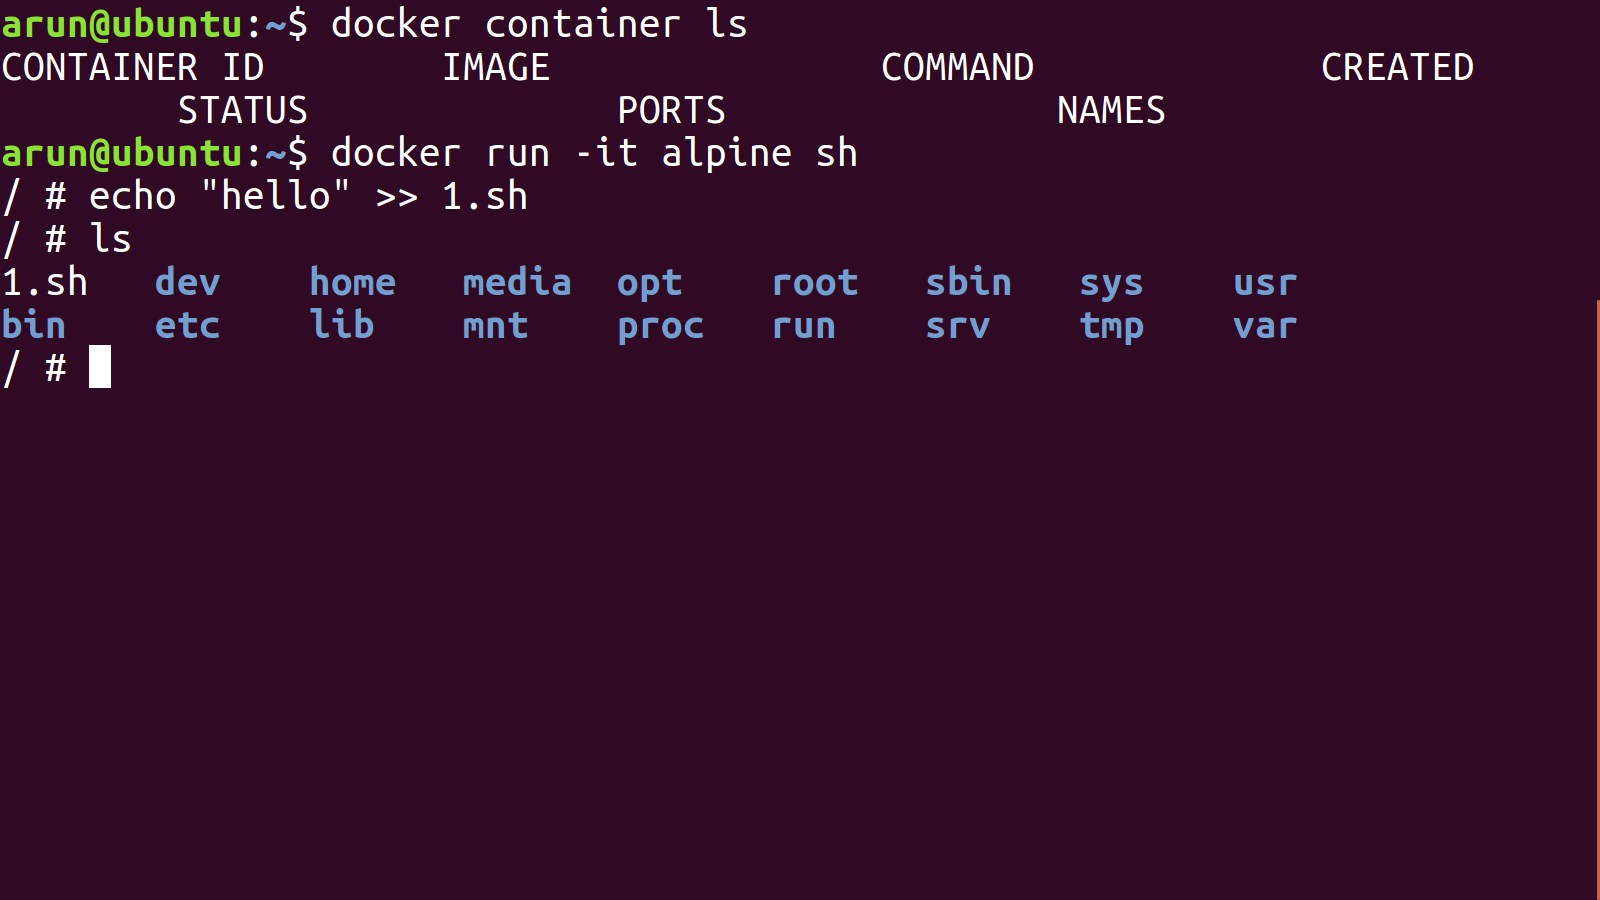 arun@ubuntu:~$ docker container ls
CONTAINER ID        IMAGE               COMMAND             CREATED
        STATUS              PORTS               NAMES
arun@ubuntu:~$ docker run -it alpine sh
/ # echo "hello" >> 1.sh
/ # ls
1.sh   dev    home   media  opt    root   sbin   sys    usr
bin    etc    lib    mnt    proc   run    srv    tmp    var
/ #